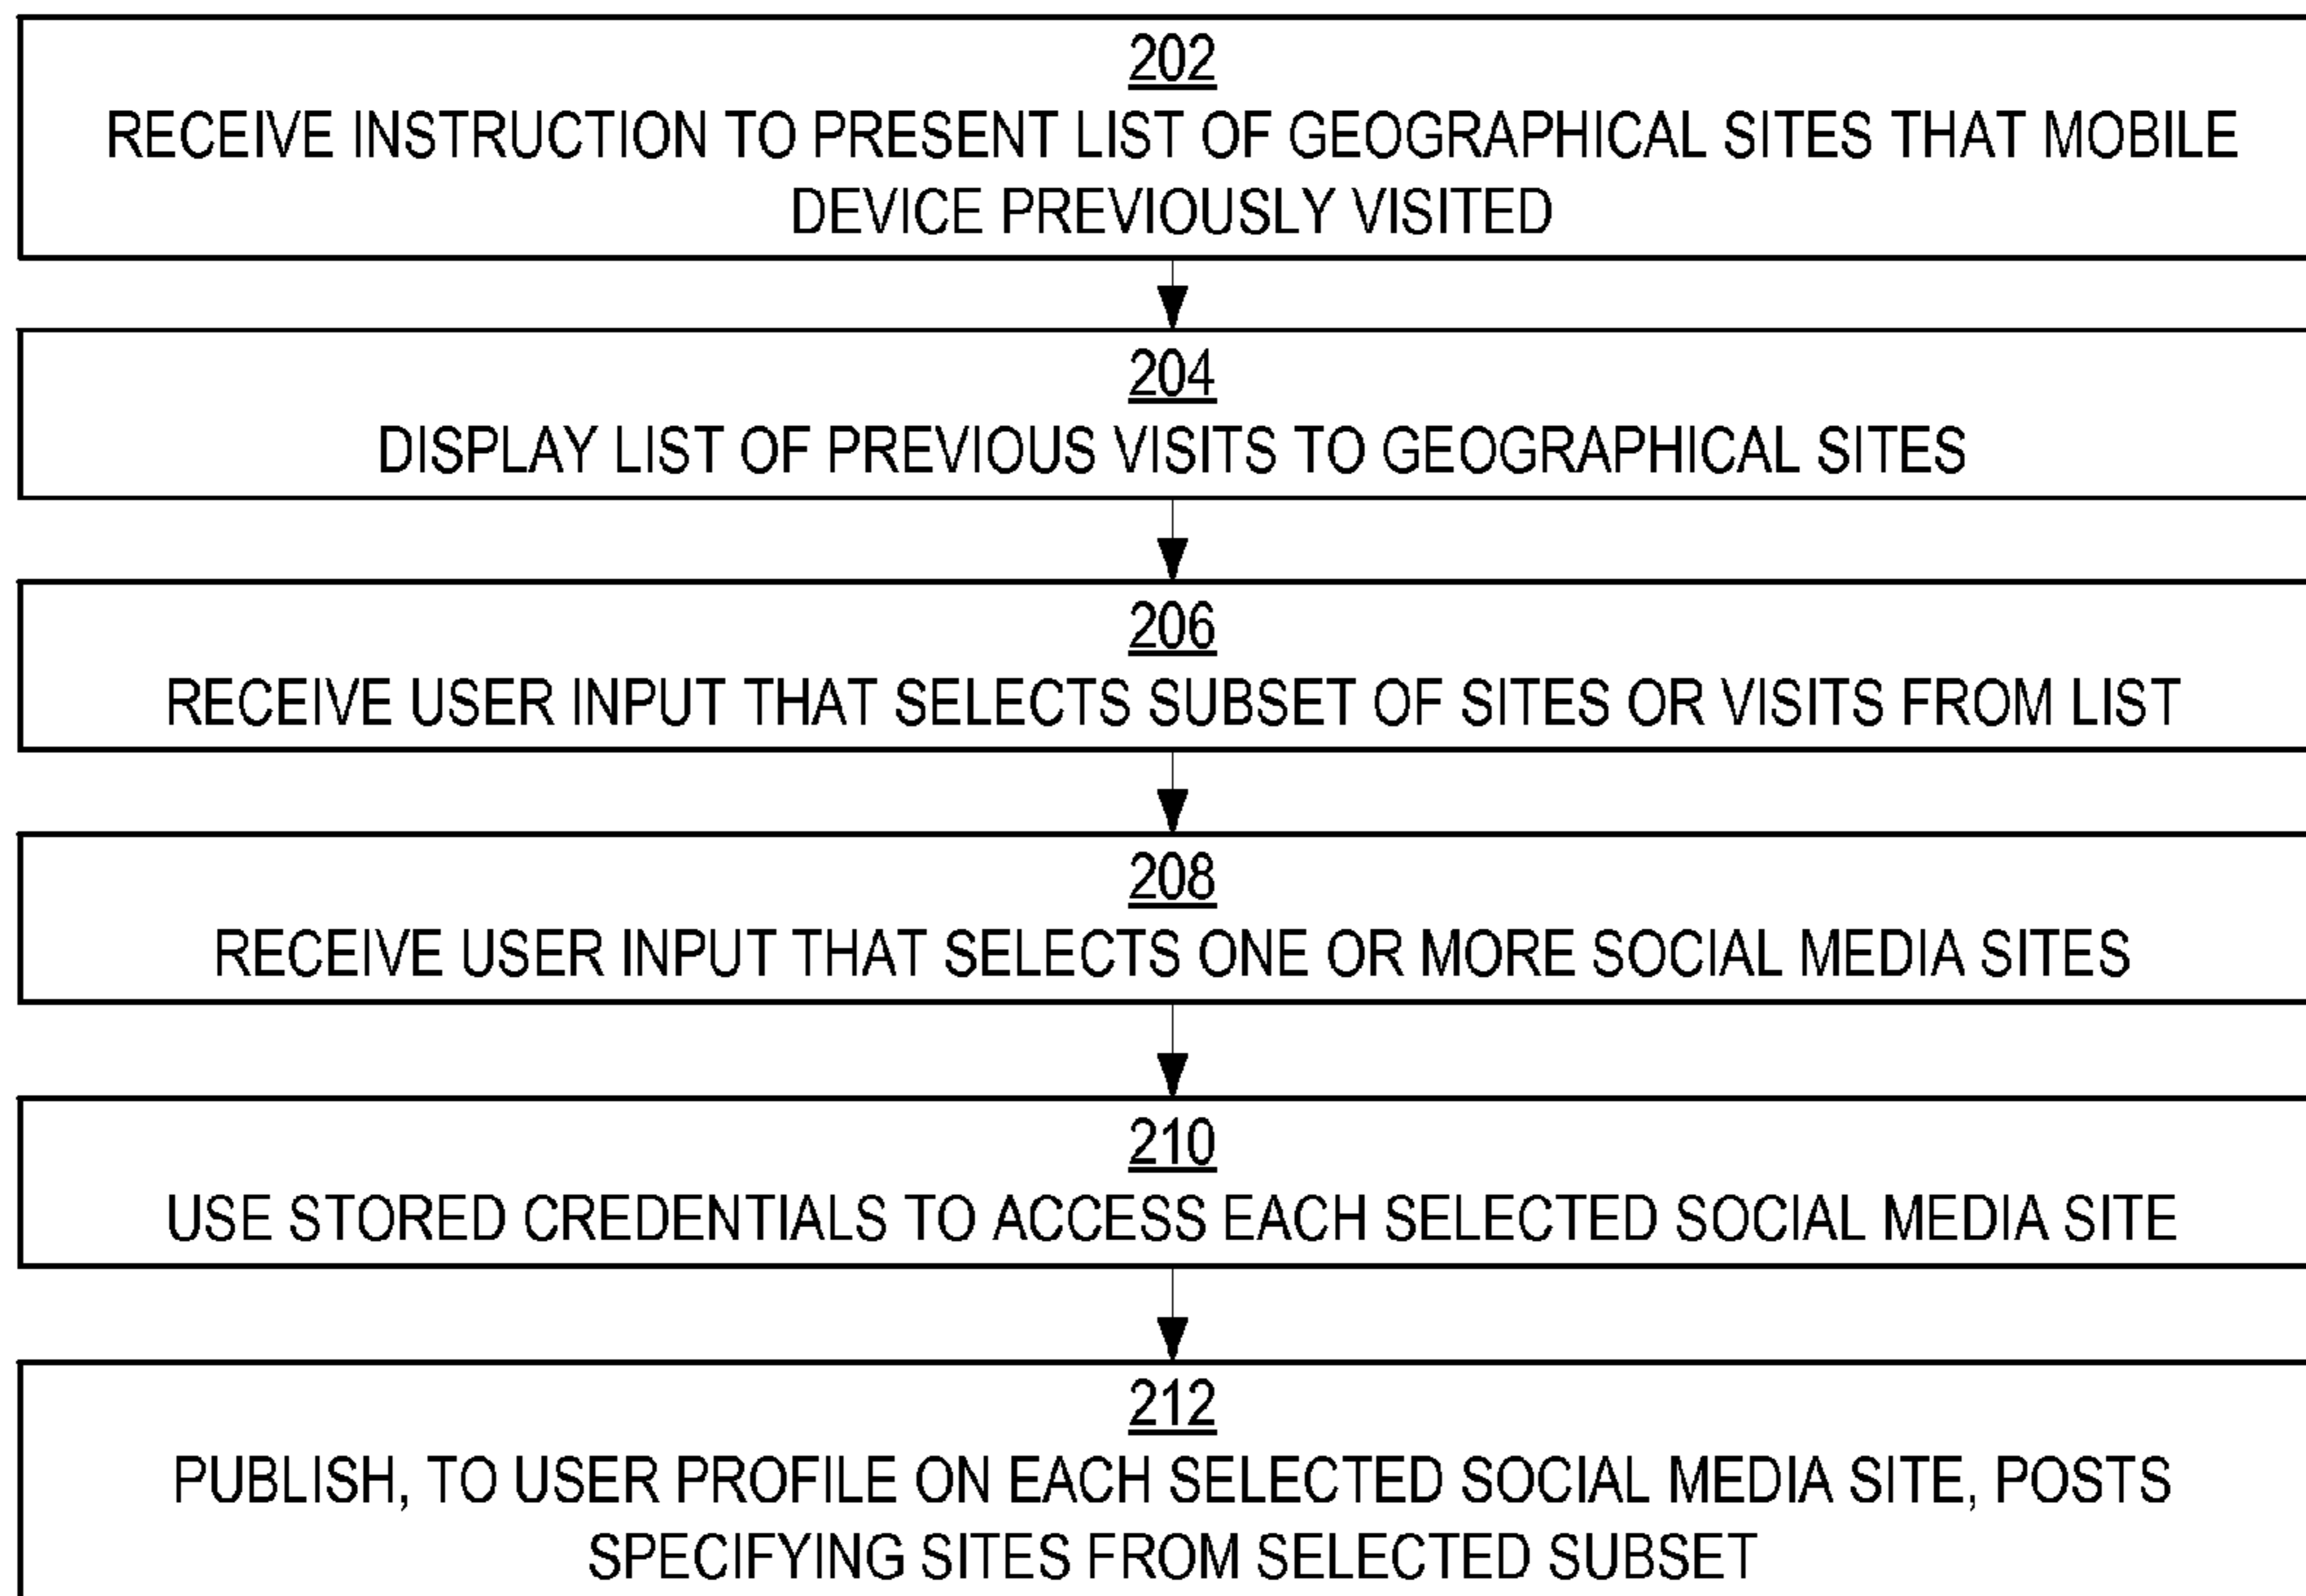 202
RECEIVE INSTRUCTION TO PRESENT LIST OF GEOGRAPHICAL SITES THAT MOBILE
DEVICE PREVIOUSLY VISITED
204
DISPLAY LIST OF PREVIOUS VISITS TO GEOGRAPHICAL SITES
206
RECEIVE USER INPUT THAT SELECTS SUBSET OF SITES OR VISITS FROM LIST
208
RECEIVE USER INPUT THAT SELECTS ONE OR MORE SOCIAL MEDIA SITES
210
USE STORED CREDENTIALS TO ACCESS EACH SELECTED SOCIAL MEDIA SITE
212
PUBLISH, TO USER PROFILE ON EACH SELECTED SOCIAL MEDIA SITE, POSTS
SPECIFYING SITES FROM SELECTED SUBSET